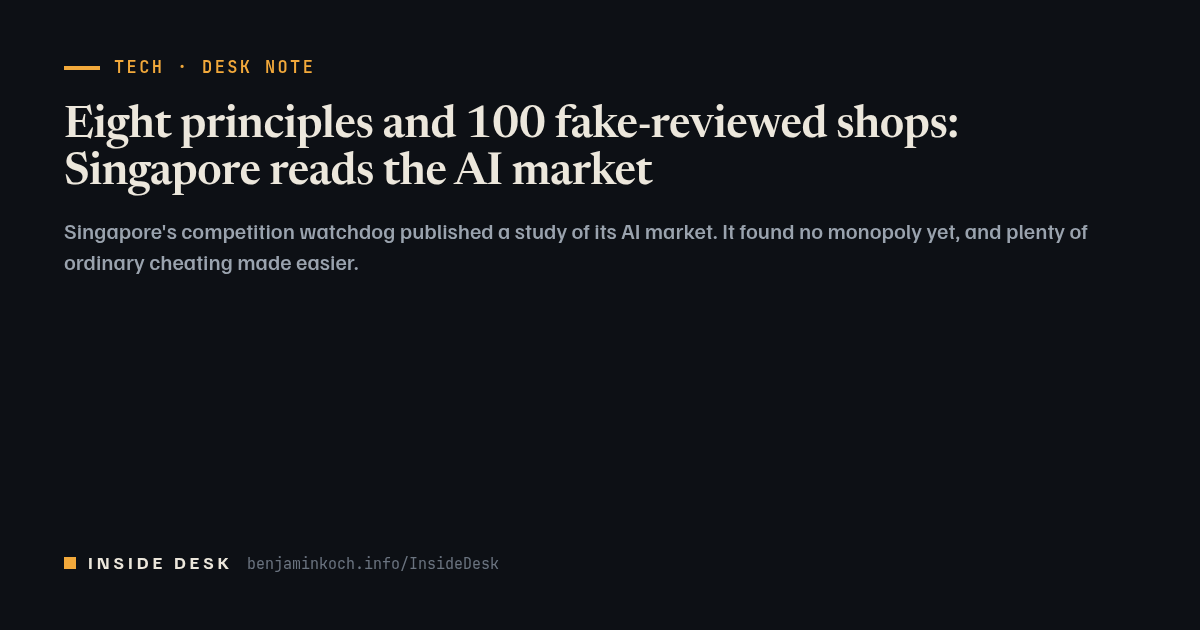 TECH · DESK NOTE
Eight principles and 100 fake-reviewed shops:
Singapore reads the AI market
Singapore's competition watchdog published a study of its AI market. It found no monopoly yet, and plenty of
ordinary cheating made easier.
INSIDE DESK benjaminkoch.info/InsideDesk